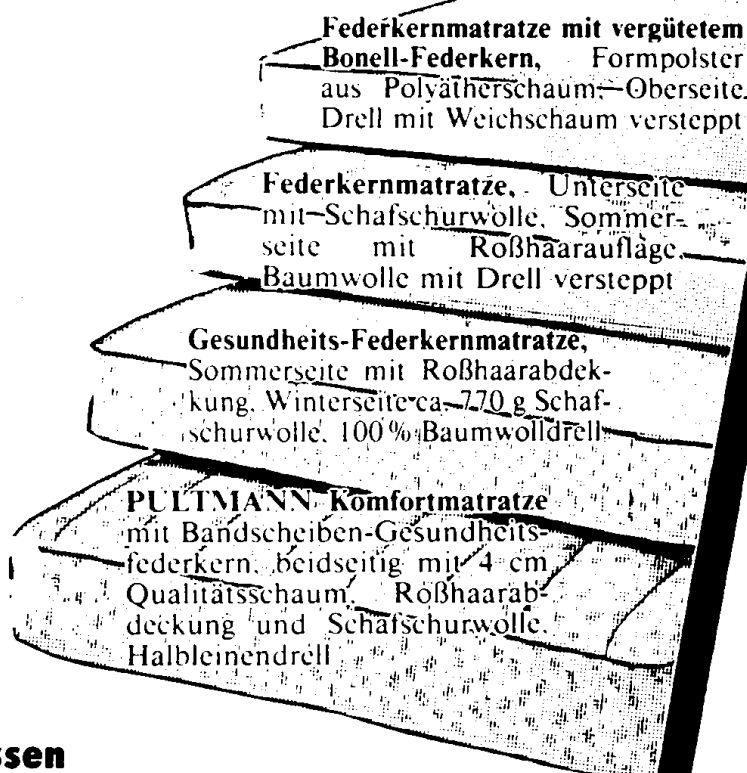 Federkernmatratze mit vergütetem
Bonell-Federkern, Formpolster
aus Polyätherschaum, Oberseite
Drell mit Weichschaum versteppt
Federkernmatratze, Unterseite
mit Schafschurwolle, Sommer-
seite mit Roßhaarauflage,
Baumwolle mit Drell versteppt
Gesundheits-Federkernmatratze,
Sommerseite mit Roßhaarabdek-
kung, Winterseite ca. 770 g Schaf-
schurwolle, 100% Baumwolldrell
PULTMANN Komfortmatratze
mit Bandscheiben-Gesundheits-
federkern, beidseitig mit 4 cm
Qualitätsschaum, Roßhaarab-
deckung und Schafschurwolle,
Halbleinendrell
ssen